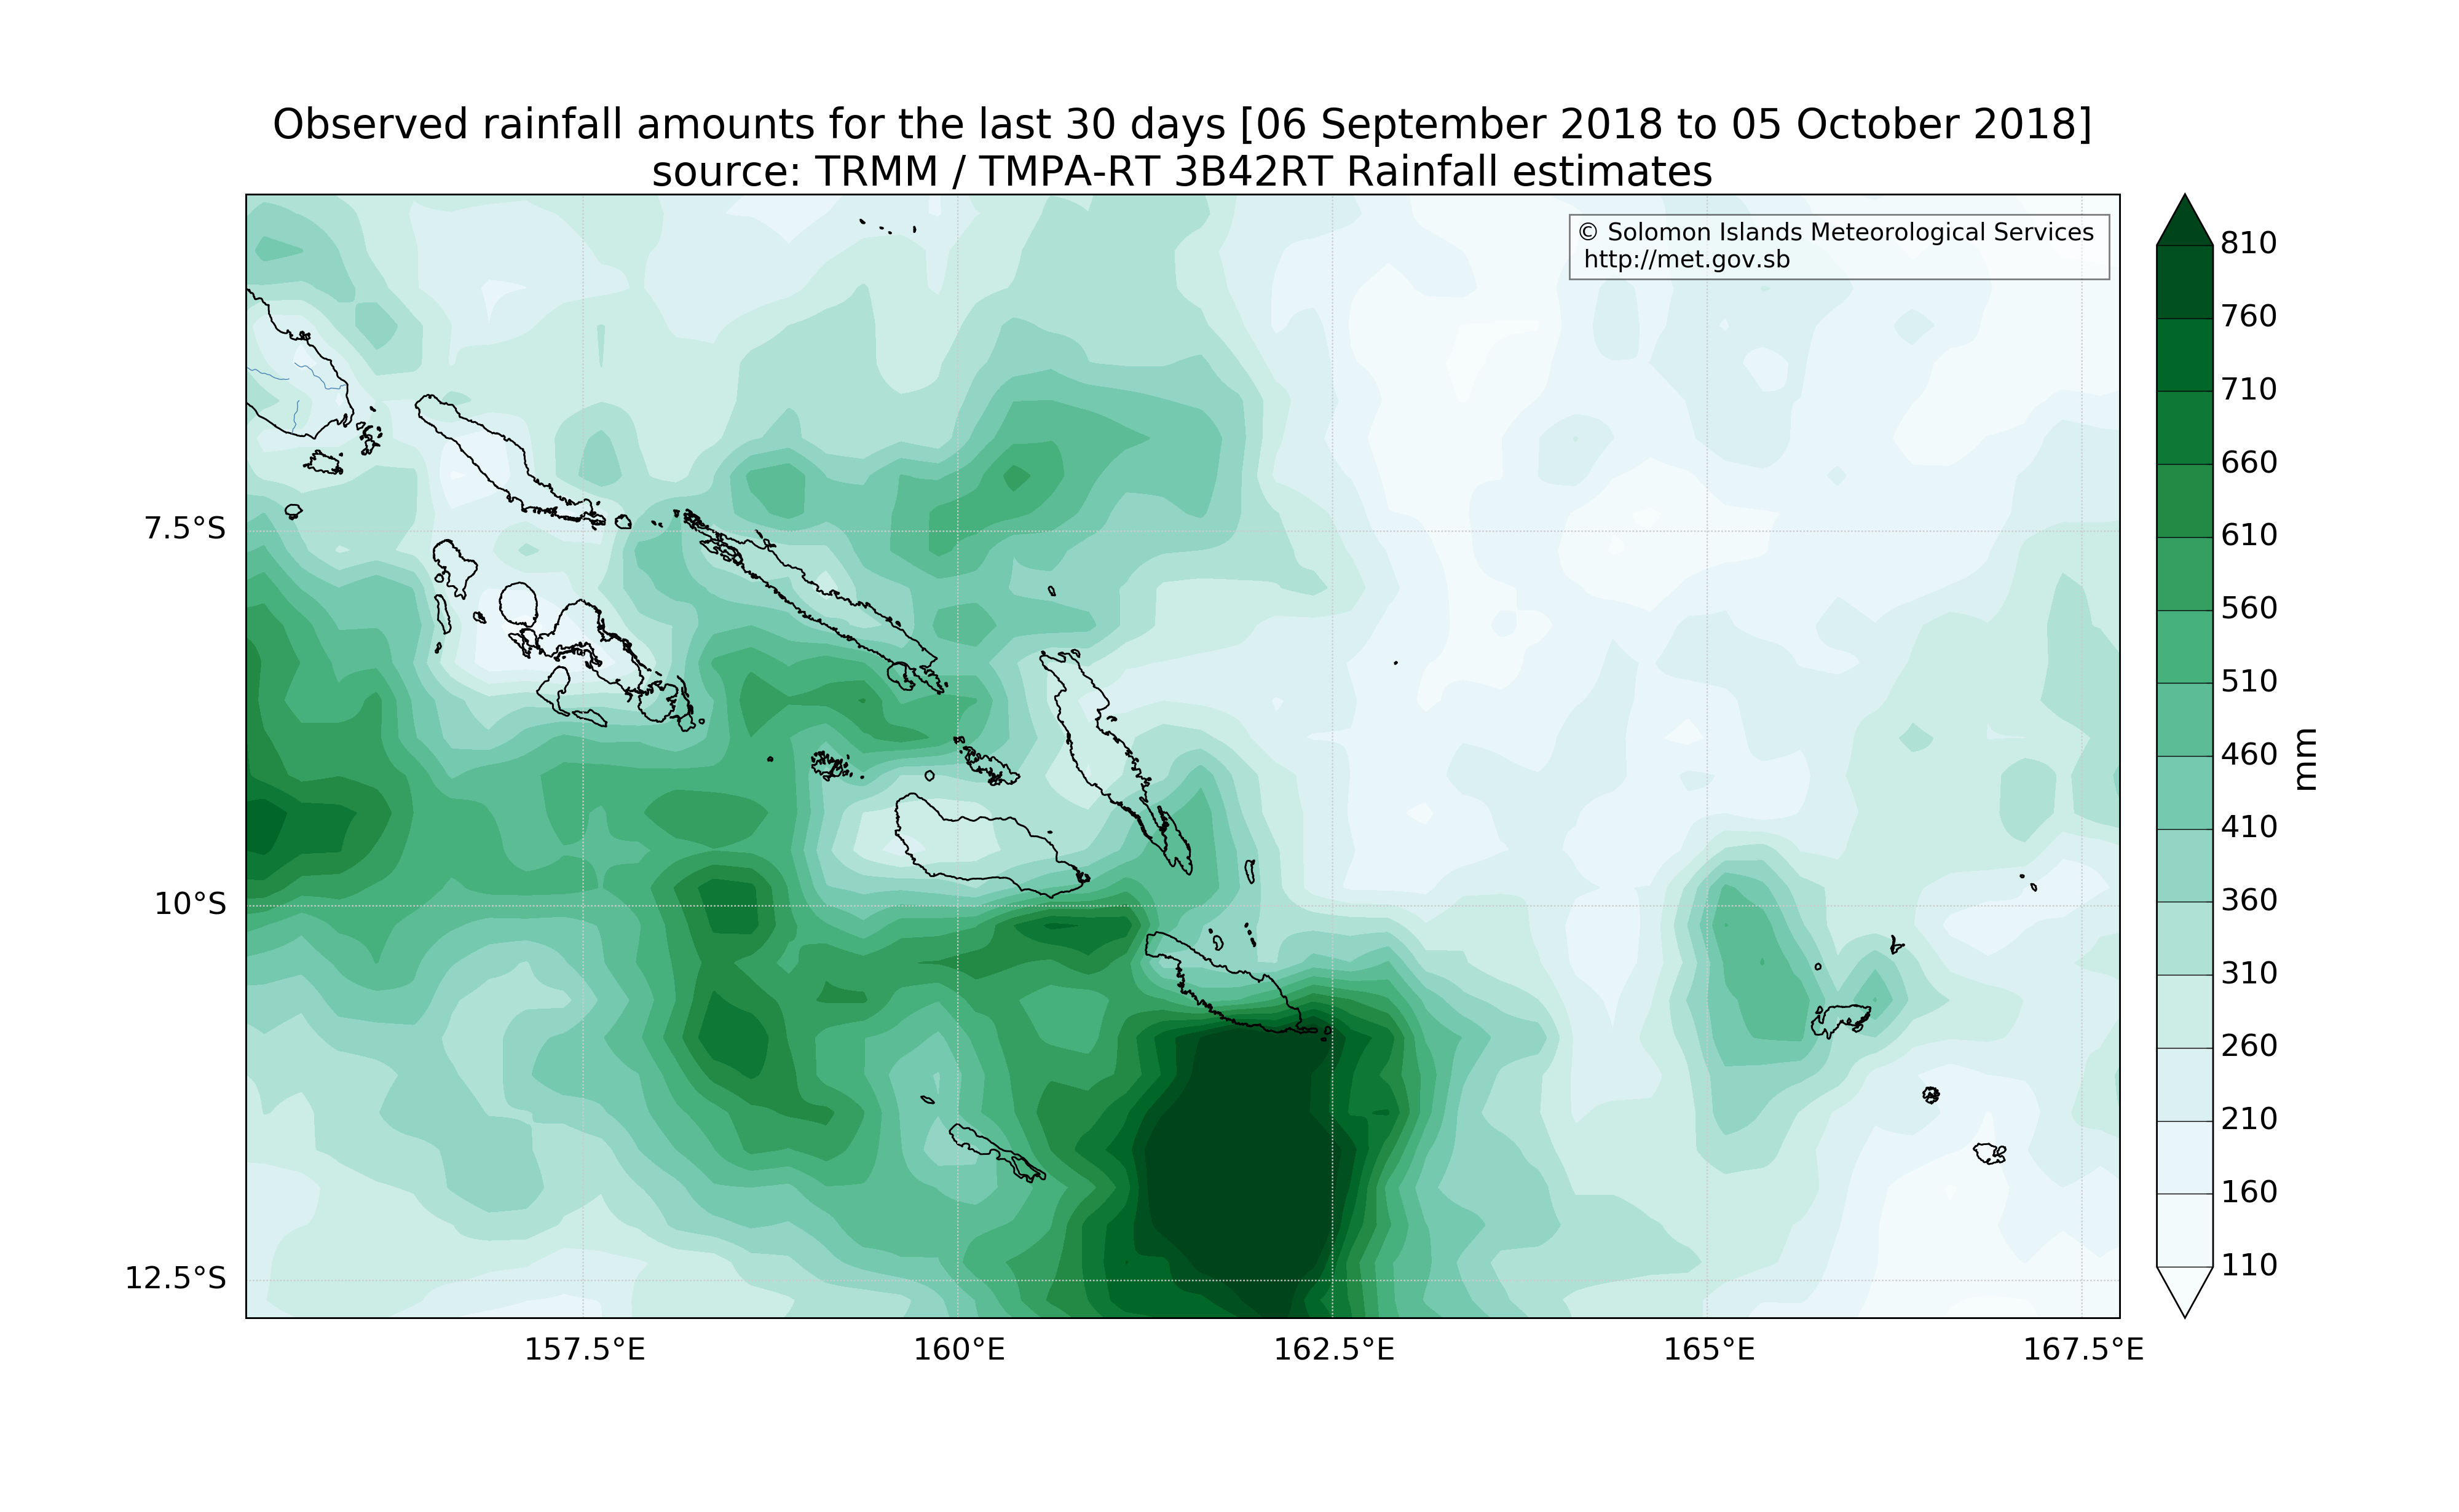 Observed rainfall amounts for the last 30 days [06 September 2018 to 05 October 2018]
source: TRMM / TMPA-RT 3B42RT Rainfall estimates
© Solomon Islands Meteorological Services
http://met.gov.sb
7.5°S
10°S
12.5°S
157.5°E
160°E
162.5°E
165°E
167.5°E
810
760
710
660
610
560
510
460
410
360
310
260
210
160
110
mm